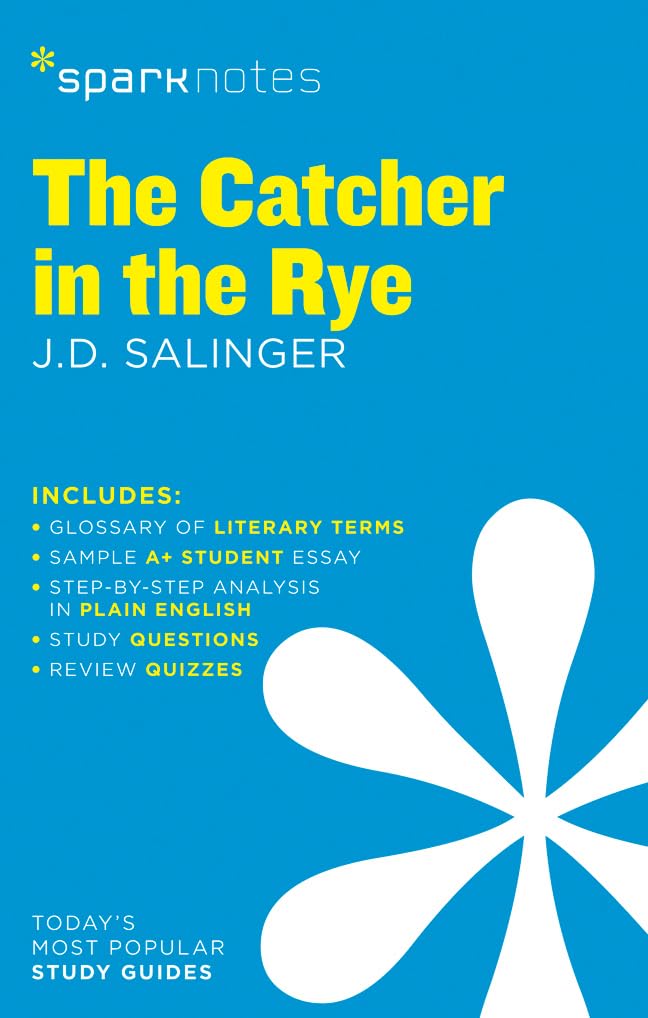 *sparknotes
The Catcher
in the Rye
J.D. SALINGER
INCLUDES:
• GLOSSARY OF LITERARY TERMS
• SAMPLE A+ STUDENT ESSAY
• STEP-BY-STEP ANALYSIS
IN PLAIN ENGLISH
• STUDY QUESTIONS
• REVIEW QUIZZES
TODAY'S
MOST POPULAR
STUDY GUIDES